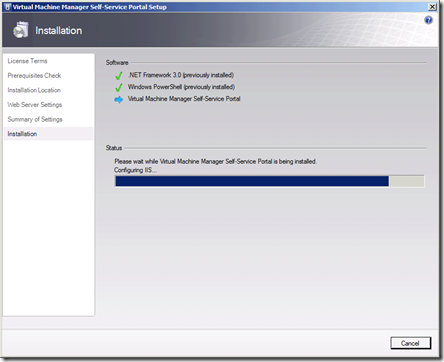 Virtual Machine Manager Self-Service Portal Setup
Installation
License Terms
Prerequisites Check
Installation Location
Web Server Settings
Summary of Settings
Installation
Software
.NET Framework 3.0 (previously installed)
Windows PowerShell (previously installed)
Virtual Machine Manager Self-Service Portal
Status
Please wait while Virtual Machine Manager Self-Service Portal is being installed.
Configuring IIS...
Cancel